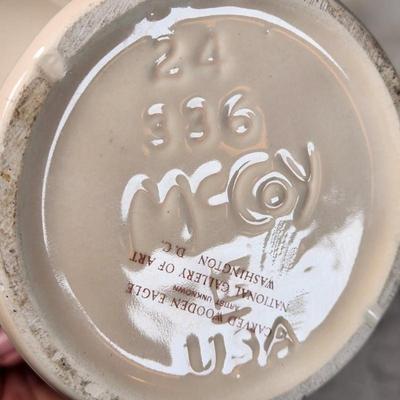 24
336
McCoy
USA
CARVED WOODEN EAGLE
ARTIST UNKNOWN
NATIONAL GALLERY OF ART
WASHINGTON D.C.